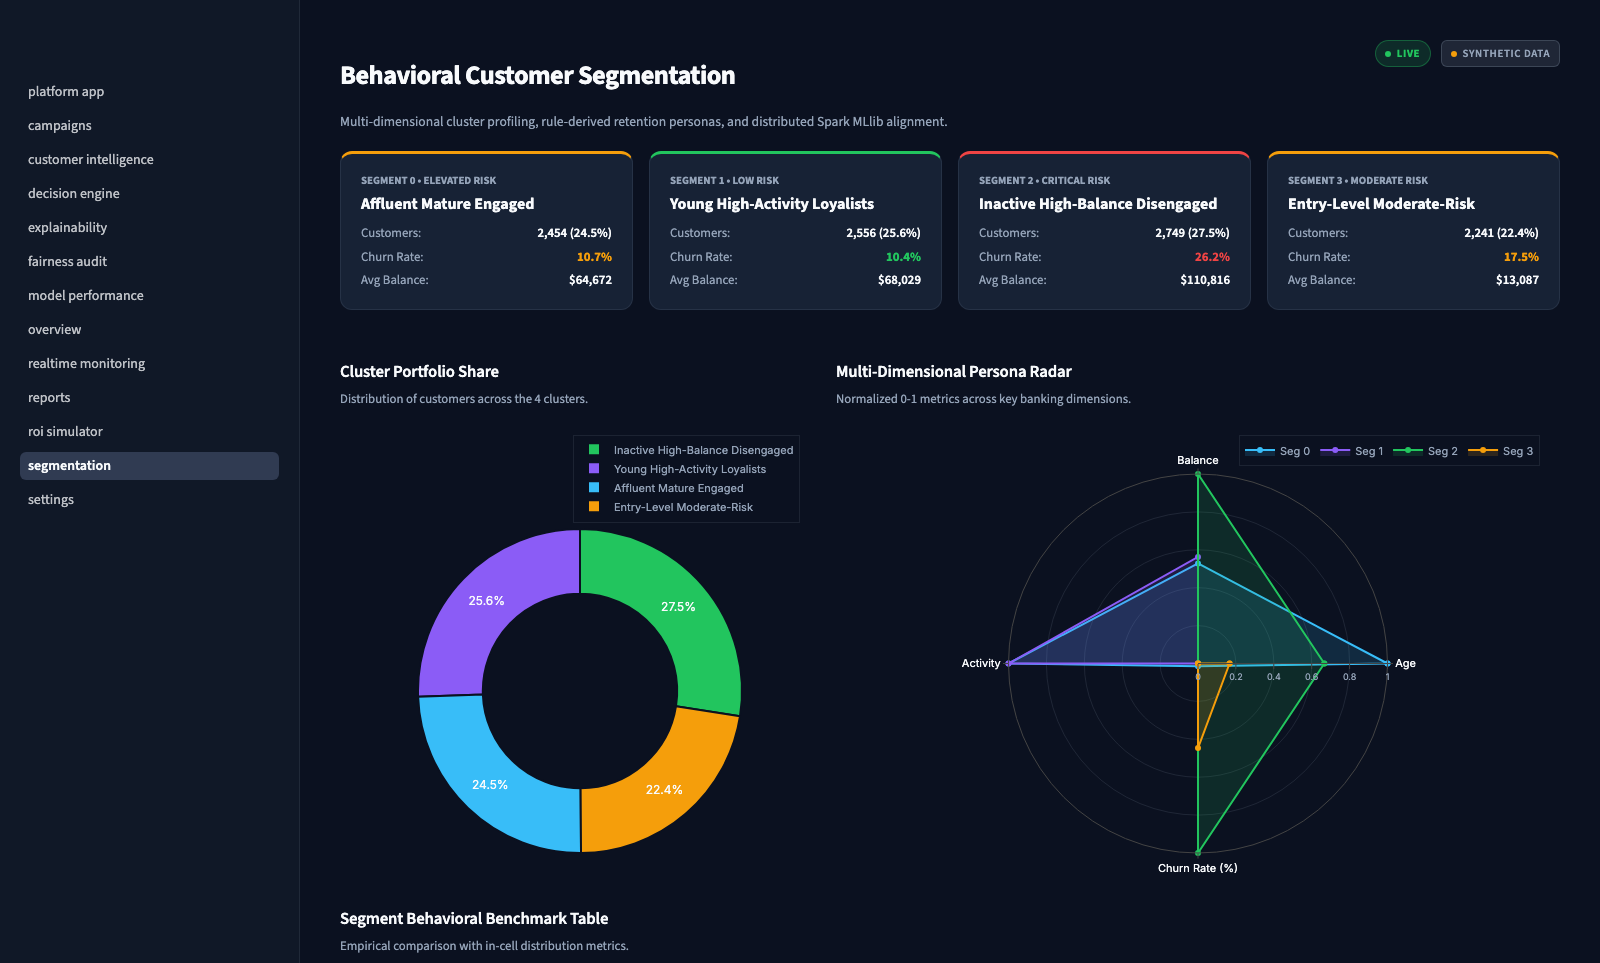 platform app
campaigns
customer intelligence
decision engine
explainability
fairness audit
model performance
overview
realtime monitoring
reports
roi simulator
segmentation
settings
LIVE
SYNTHETIC DATA
Behavioral Customer Segmentation
Multi-dimensional cluster profiling, rule-derived retention personas, and distributed Spark MLlib alignment.
SEGMENT 0 • ELEVATED RISK
Affluent Mature Engaged
Customers: 2,454 (24.5%)
Churn Rate: 10.7%
Avg Balance: $64,672
SEGMENT 1 • LOW RISK
Young High-Activity Loyalists
Customers: 2,556 (25.6%)
Churn Rate: 10.4%
Avg Balance: $68,029
SEGMENT 2 • CRITICAL RISK
Inactive High-Balance Disengaged
Customers: 2,749 (27.5%)
Churn Rate: 26.2%
Avg Balance: $110,816
SEGMENT 3 • MODERATE RISK
Entry-Level Moderate-Risk
Customers: 2,241 (22.4%)
Churn Rate: 17.5%
Avg Balance: $13,087
Cluster Portfolio Share
Distribution of customers across the 4 clusters.
Inactive High-Balance Disengaged
Young High-Activity Loyalists
Affluent Mature Engaged
Entry-Level Moderate-Risk
25.6%
27.5%
24.5%
22.4%
Multi-Dimensional Persona Radar
Normalized 0-1 metrics across key banking dimensions.
Seg 0 Seg 1 Seg 2 Seg 3
Balance
Activity
Age
0 0.2 0.4 0.6 0.8 1
Churn Rate (%)
Segment Behavioral Benchmark Table
Empirical comparison with in-cell distribution metrics.